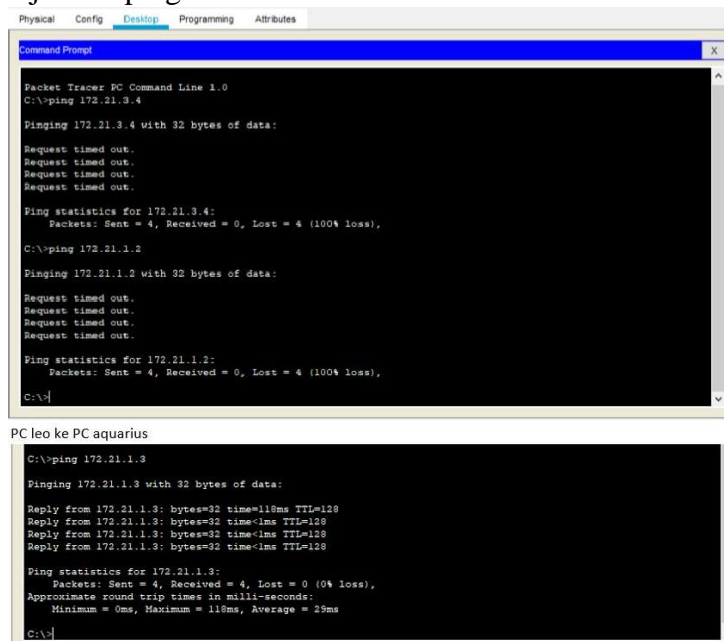 Physical Config Desktop Programming Attributes
Command Prompt
X
Packet Tracer PC Command Line 1.0
C:\>ping 172.21.3.4
Pinging 172.21.3.4 with 32 bytes of data:
Request timed out.
Request timed out.
Request timed out.
Request timed out.
Ping statistics for 172.21.3.4:
Packets: Sent = 4, Received = 0, Lost = 4 (100% loss),
C:\>ping 172.21.1.2
Pinging 172.21.1.2 with 32 bytes of data:
Request timed out.
Request timed out.
Request timed out.
Request timed out.
Ping statistics for 172.21.1.2:
Packets: Sent = 4, Received = 0, Lost = 4 (100% loss),
C:\>
PC leo ke PC aquarius
C:\>ping 172.21.1.3
Pinging 172.21.1.3 with 32 bytes of data:
Reply from 172.21.1.3: bytes=32 time=118ms TTL=128
Reply from 172.21.1.3: bytes=32 time<1ms TTL=128
Reply from 172.21.1.3: bytes=32 time<1ms TTL=128
Reply from 172.21.1.3: bytes=32 time<1ms TTL=128
Ping statistics for 172.21.1.3:
Packets: Sent = 4, Received = 4, Lost = 0 (0% loss),
Approximate round trip times in milli-seconds:
Minimum = 0ms, Maximum = 118ms, Average = 29ms
C:\>